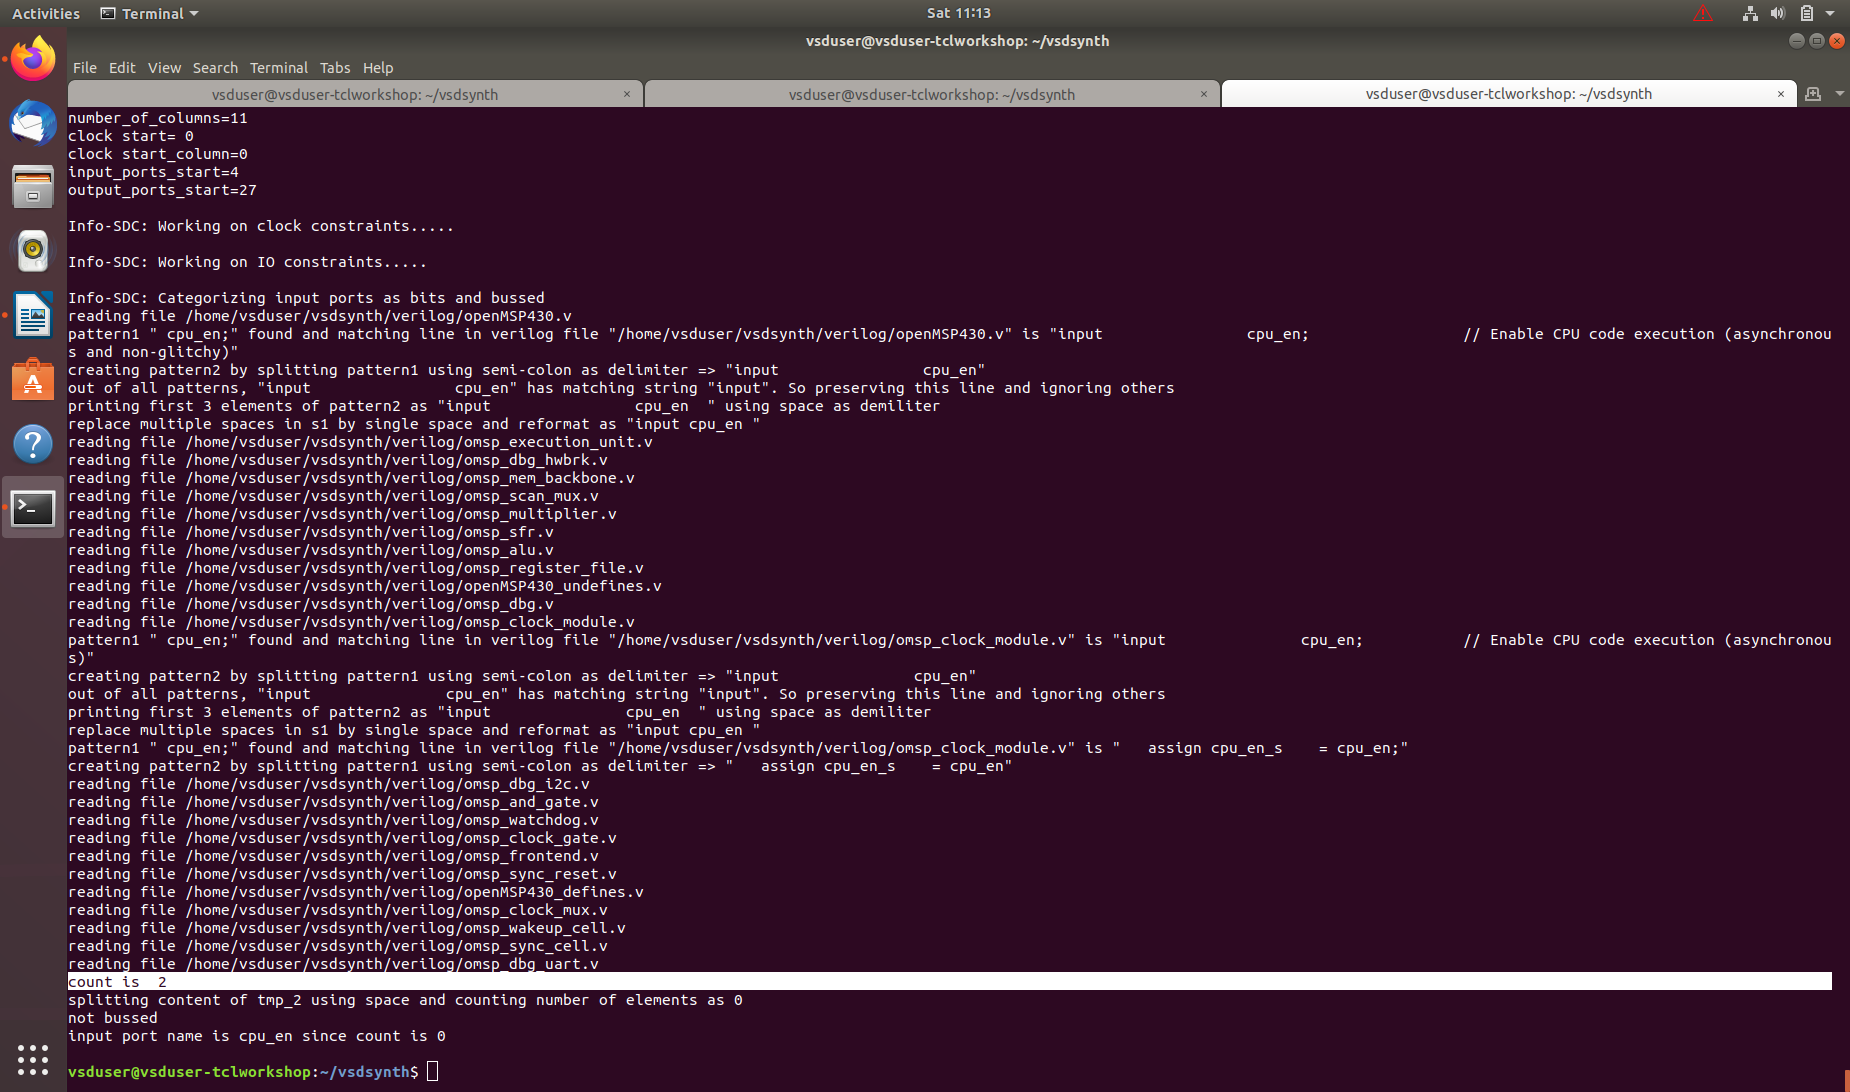 Activities Terminal Sat 11:13
vsduser@vsduser-tclworkshop: ~/vsdsynth
File Edit View Search Terminal Tabs Help
vsduser@vsduser-tclworkshop: ~/vsdsynth × vsduser@vsduser-tclworkshop: ~/vsdsynth × vsduser@vsduser-tclworkshop: ~/vsdsynth ×
number_of_columns=11
clock start= 0
clock start_column=0
input_ports_start=4
output_ports_start=27
Info-SDC: Working on clock constraints.....
Info-SDC: Working on IO constraints.....
Info-SDC: Categorizing input ports as bits and bussed
reading file /home/vsduser/vsdsynth/verilog/openMSP430.v
pattern1 " cpu_en;" found and matching line in verilog file "/home/vsduser/vsdsynth/verilog/openMSP430.v" is "input                cpu_en;                 // Enable CPU code execution (asynchronou
s and non-glitchy)"
creating pattern2 by splitting pattern1 using semi-colon as delimiter => "input                cpu_en"
out of all patterns, "input                cpu_en" has matching string "input". So preserving this line and ignoring others
printing first 3 elements of pattern2 as "input                cpu_en  " using space as demiliter
replace multiple spaces in s1 by single space and reformat as "input cpu_en "
reading file /home/vsduser/vsdsynth/verilog/omsp_execution_unit.v
reading file /home/vsduser/vsdsynth/verilog/omsp_dbg_hwbrk.v
reading file /home/vsduser/vsdsynth/verilog/omsp_mem_backbone.v
reading file /home/vsduser/vsdsynth/verilog/omsp_scan_mux.v
reading file /home/vsduser/vsdsynth/verilog/omsp_multiplier.v
reading file /home/vsduser/vsdsynth/verilog/omsp_sfr.v
reading file /home/vsduser/vsdsynth/verilog/omsp_alu.v
reading file /home/vsduser/vsdsynth/verilog/omsp_register_file.v
reading file /home/vsduser/vsdsynth/verilog/openMSP430_undefines.v
reading file /home/vsduser/vsdsynth/verilog/omsp_dbg.v
reading file /home/vsduser/vsdsynth/verilog/omsp_clock_module.v
pattern1 " cpu_en;" found and matching line in verilog file "/home/vsduser/vsdsynth/verilog/omsp_clock_module.v" is "input               cpu_en;           // Enable CPU code execution (asynchronou
s)"
creating pattern2 by splitting pattern1 using semi-colon as delimiter => "input               cpu_en"
out of all patterns, "input               cpu_en" has matching string "input". So preserving this line and ignoring others
printing first 3 elements of pattern2 as "input               cpu_en  " using space as demiliter
replace multiple spaces in s1 by single space and reformat as "input cpu_en "
pattern1 " cpu_en;" found and matching line in verilog file "/home/vsduser/vsdsynth/verilog/omsp_clock_module.v" is "   assign cpu_en_s    = cpu_en;"
creating pattern2 by splitting pattern1 using semi-colon as delimiter => "   assign cpu_en_s    = cpu_en"
reading file /home/vsduser/vsdsynth/verilog/omsp_dbg_i2c.v
reading file /home/vsduser/vsdsynth/verilog/omsp_and_gate.v
reading file /home/vsduser/vsdsynth/verilog/omsp_watchdog.v
reading file /home/vsduser/vsdsynth/verilog/omsp_clock_gate.v
reading file /home/vsduser/vsdsynth/verilog/omsp_frontend.v
reading file /home/vsduser/vsdsynth/verilog/omsp_sync_reset.v
reading file /home/vsduser/vsdsynth/verilog/openMSP430_defines.v
reading file /home/vsduser/vsdsynth/verilog/omsp_clock_mux.v
reading file /home/vsduser/vsdsynth/verilog/omsp_wakeup_cell.v
reading file /home/vsduser/vsdsynth/verilog/omsp_sync_cell.v
reading file /home/vsduser/vsdsynth/verilog/omsp_dbg_uart.v
count is  2
splitting content of tmp_2 using space and counting number of elements as 0
not bussed
input port name is cpu_en since count is 0
vsduser@vsduser-tclworkshop:~/vsdsynth$